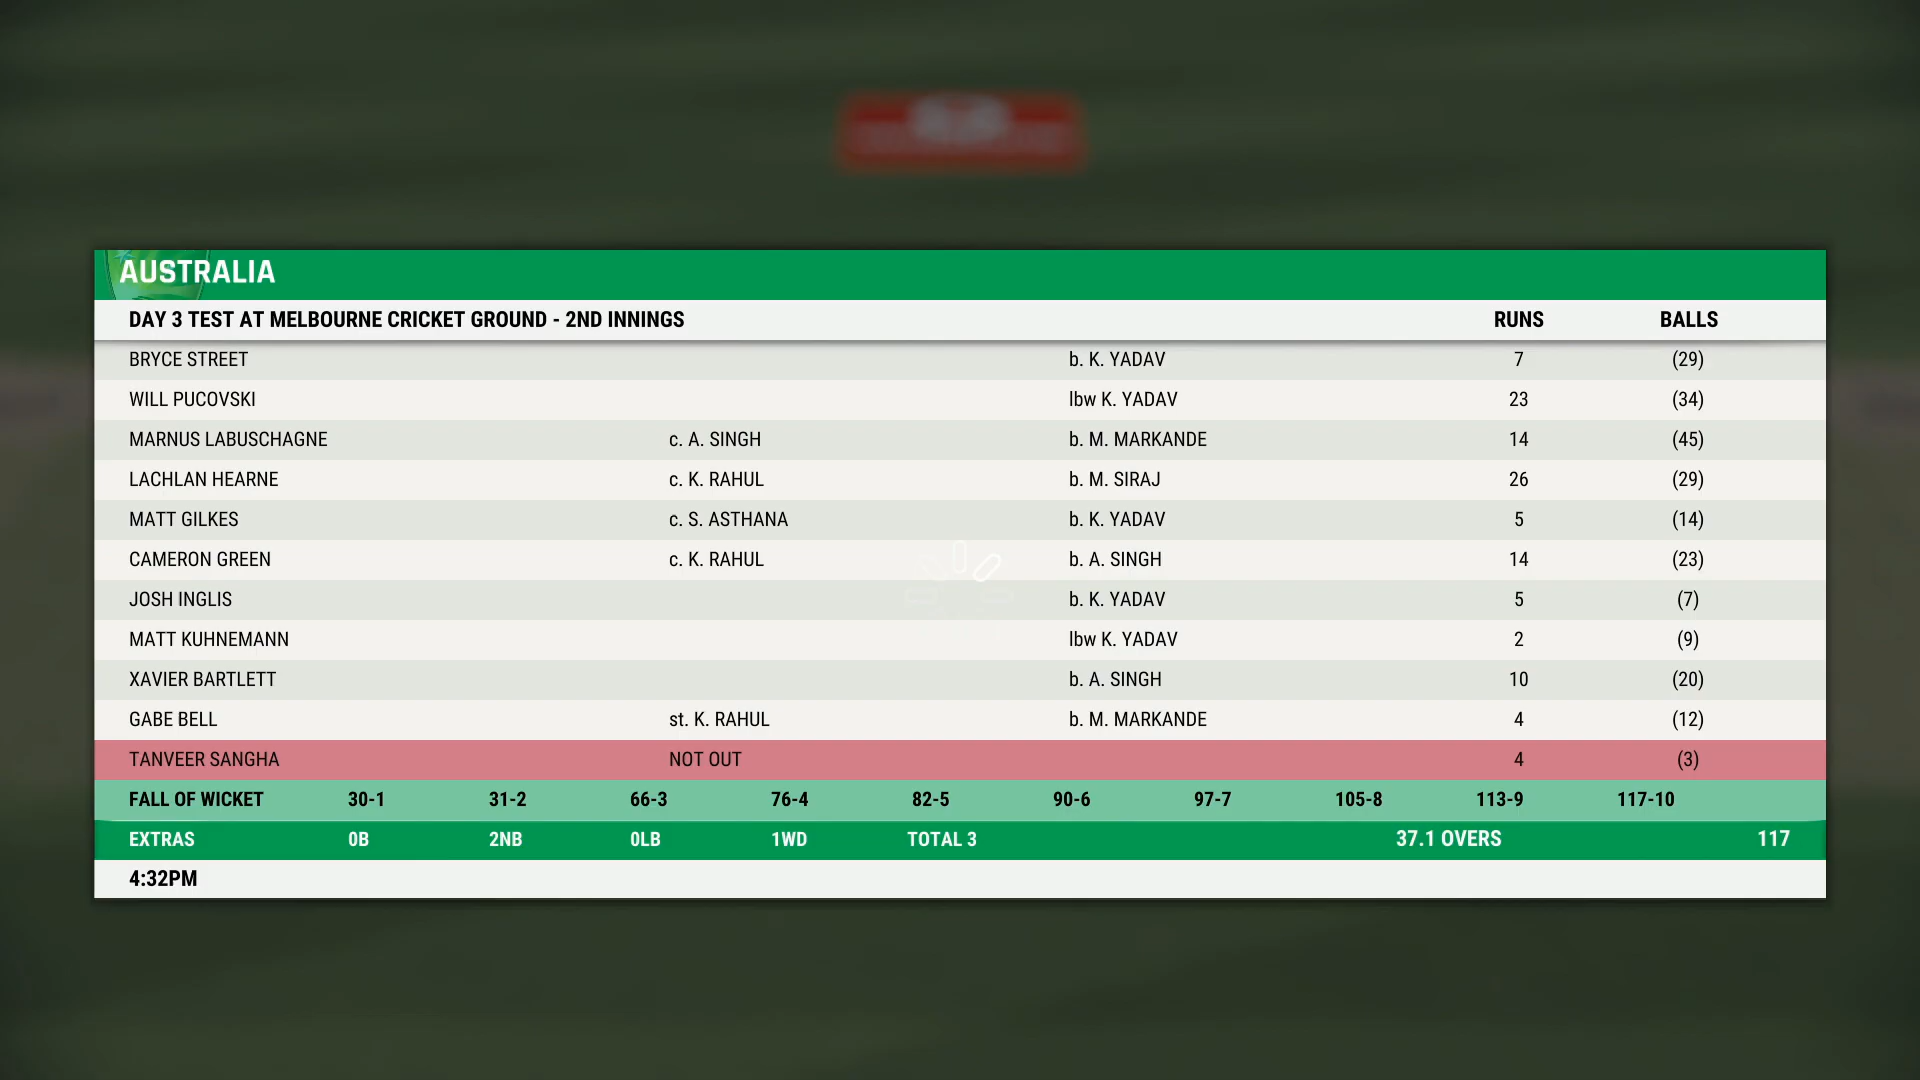 AUSTRALIA
DAY 3 TEST AT MELBOURNE CRICKET GROUND - 2ND INNINGS RUNS BALLS
BRYCE STREET b. K. YADAV 7 (29)
WILL PUCOVSKI lbw K. YADAV 23 (34)
MARNUS LABUSCHAGNE c. A. SINGH b. M. MARKANDE 14 (45)
LACHLAN HEARNE c. K. RAHUL b. M. SIRAJ 26 (29)
MATT GILKES c. S. ASTHANA b. K. YADAV 5 (14)
CAMERON GREEN c. K. RAHUL b. A. SINGH 14 (23)
JOSH INGLIS b. K. YADAV 5 (7)
MATT KUHNEMANN lbw K. YADAV 2 (9)
XAVIER BARTLETT b. A. SINGH 10 (20)
GABE BELL st. K. RAHUL b. M. MARKANDE 4 (12)
TANVEER SANGHA NOT OUT 4 (3)
FALL OF WICKET 30-1 31-2 66-3 76-4 82-5 90-6 97-7 105-8 113-9 117-10
EXTRAS 0B 2NB 0LB 1WD TOTAL 3 37.1 OVERS 117
4:32PM